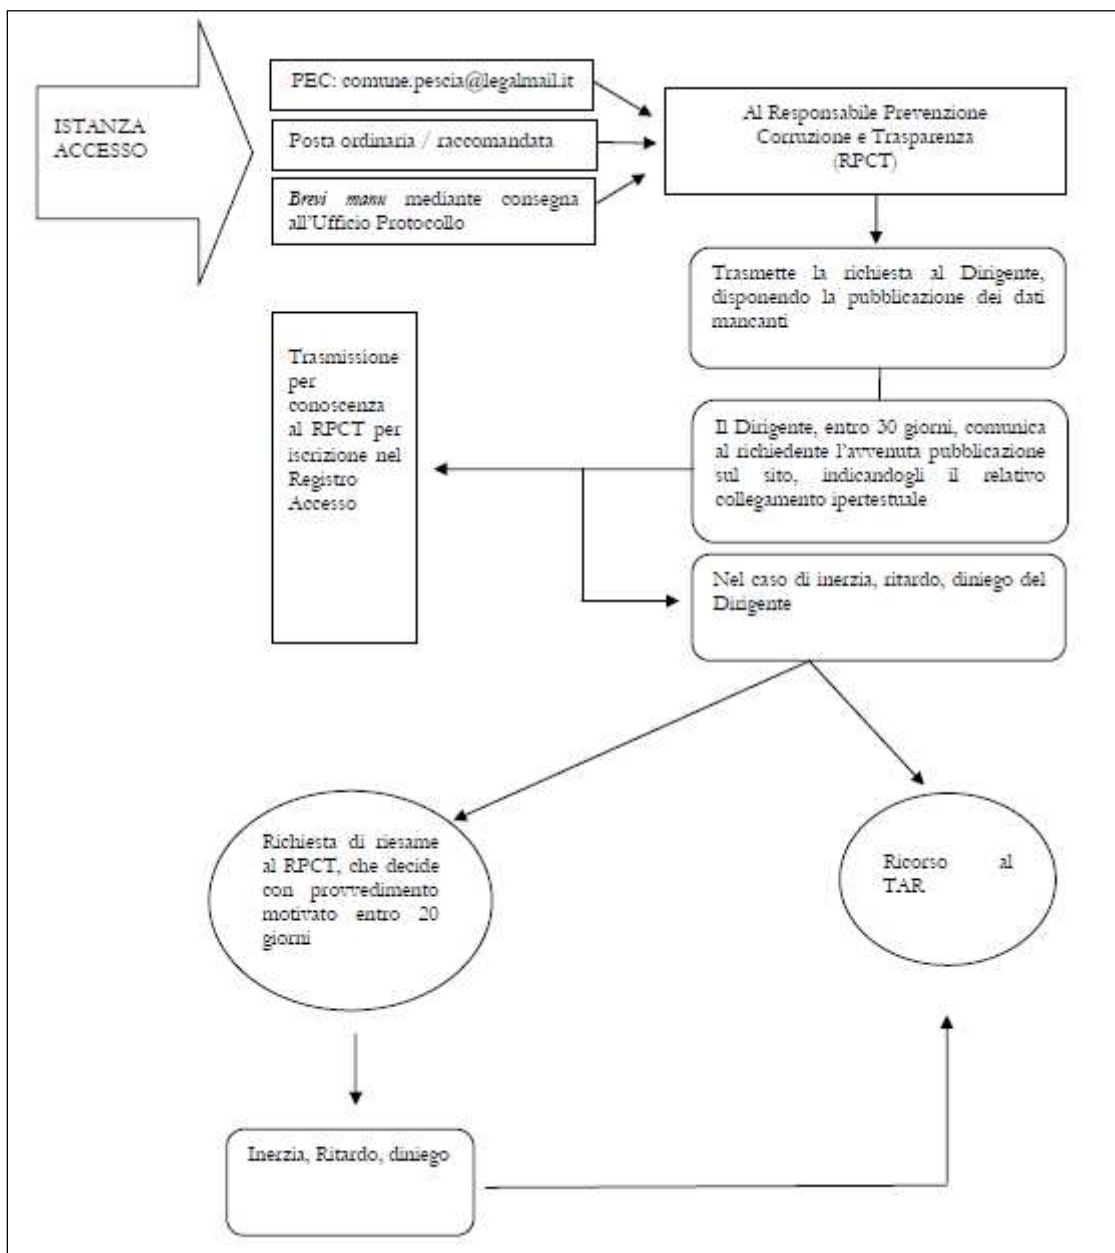 ISTANZA
ACCESSO
PEC: comune.pescia@legalmail.it
Posta ordinaria / raccomandata
Brevi manu mediante consegna
all'Ufficio Protocollo
Al Responsabile Prevenzione
Corruzione e Trasparenza
(RPCT)
Trasmette la richiesta al Dirigente,
disponendo la pubblicazione dei dati
mancanti
Il Dirigente, entro 30 giorni, comunica
al richiedente l'avvenuta pubblicazione
sul sito, indicandogli il relativo
collegamento ipertestuale
Trasmissione
per
conoscenza
al RPCT per
iscrizione nel
Registro
Accesso
Nel caso di inerzia, ritardo, diniego del
Dirigente
Richiesta di riesame
al RPCT, che decide
con provvedimento
motivato entro 20
giorni
Ricorso al
TAR
Inerzia, Ritardo, diniego